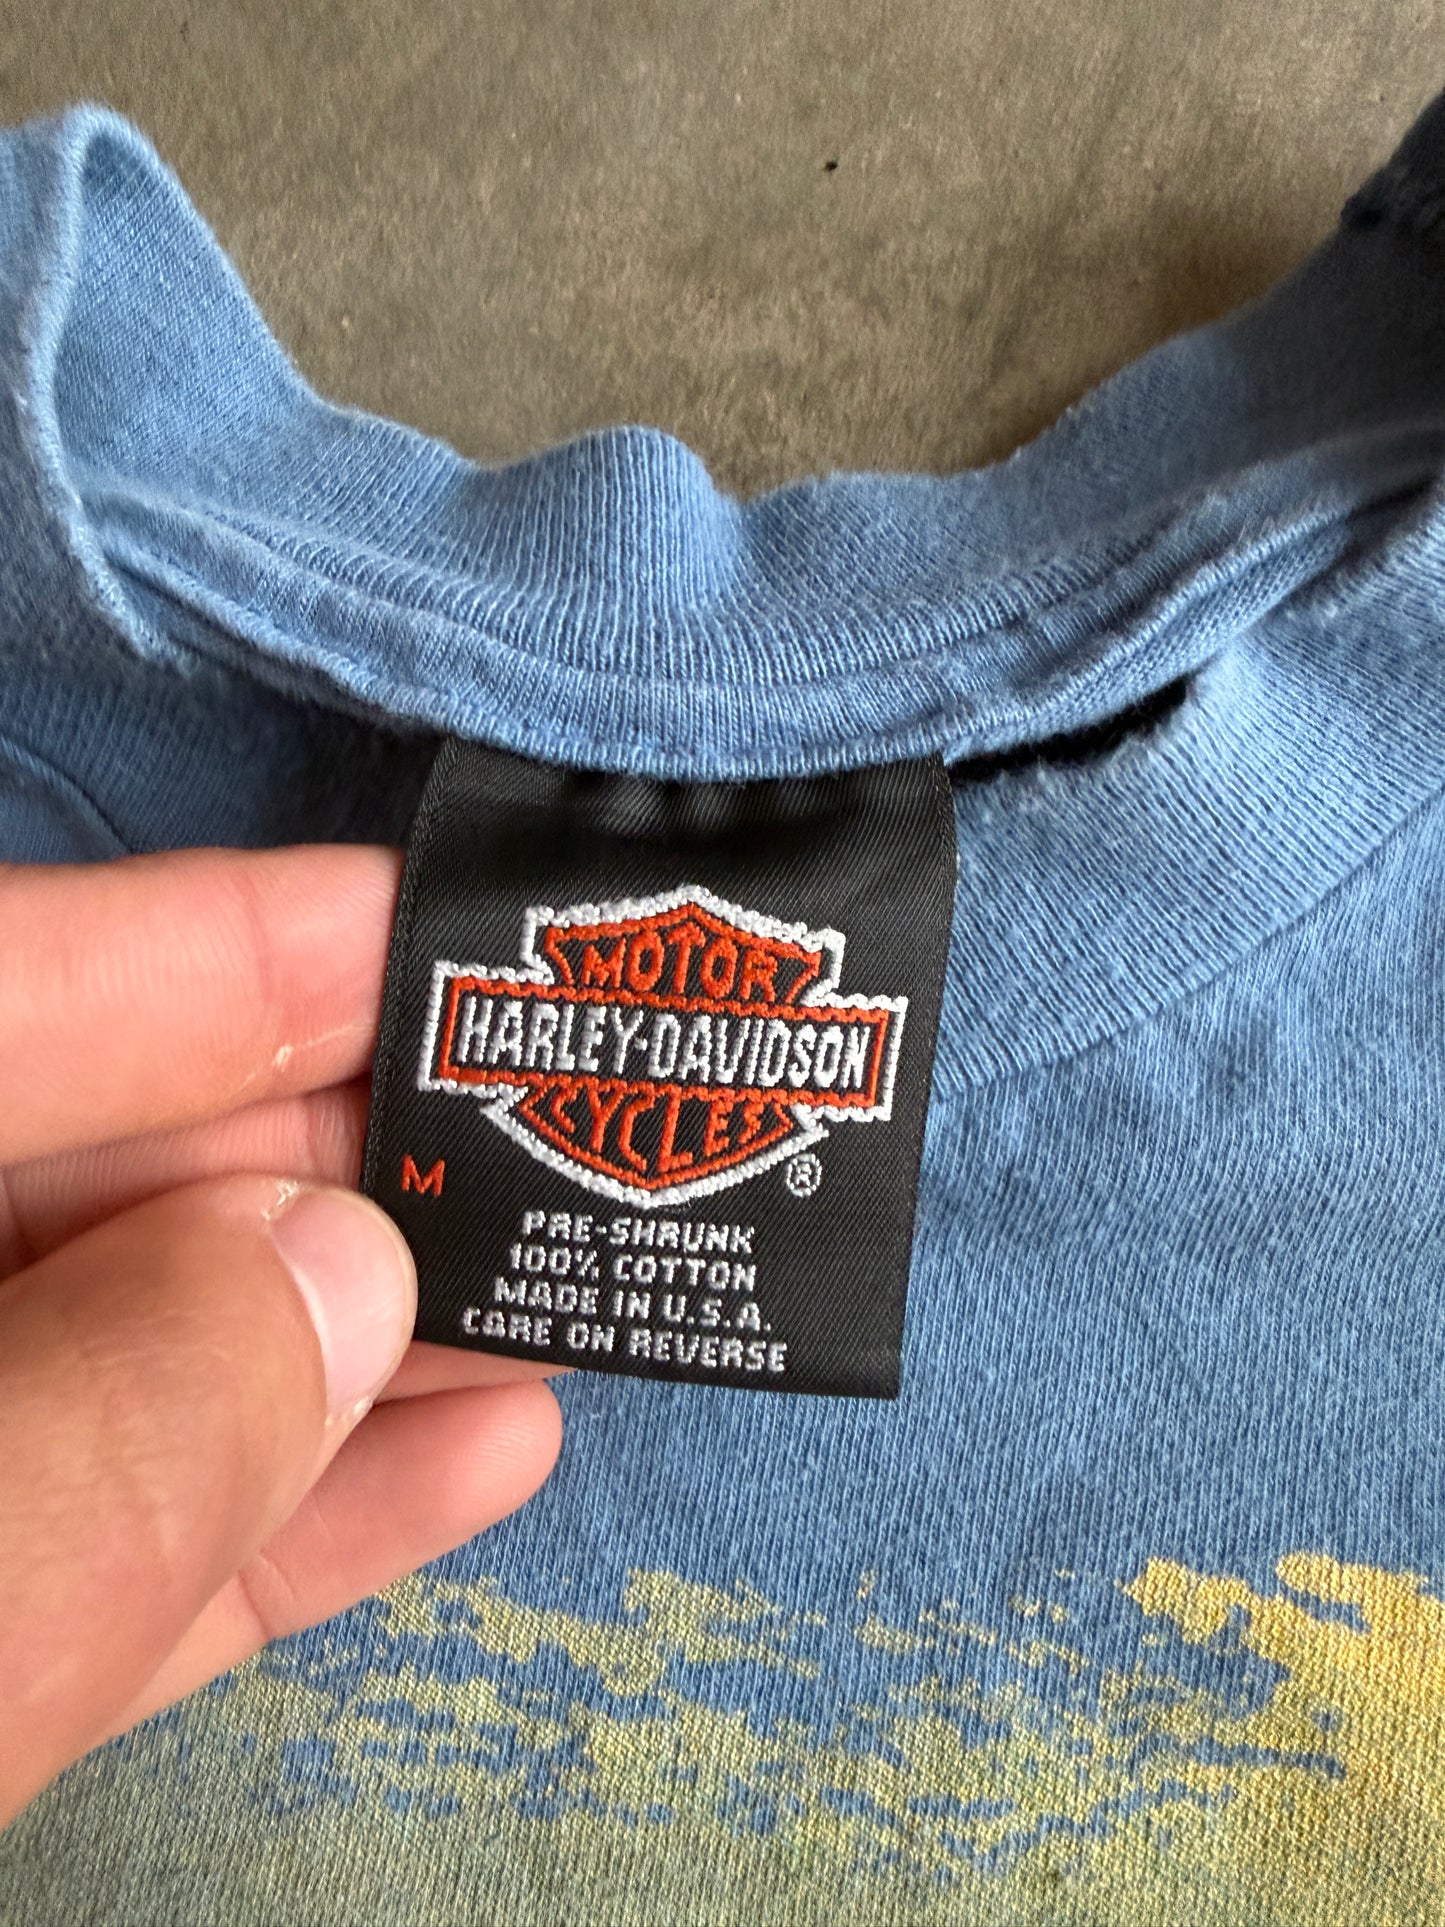 MOTOR
HARLEY-DAVIDSON
CYCLES
®
M
PRE-SHRUNK
100% COTTON
MADE IN U.S.A.
CARE ON REVERSE